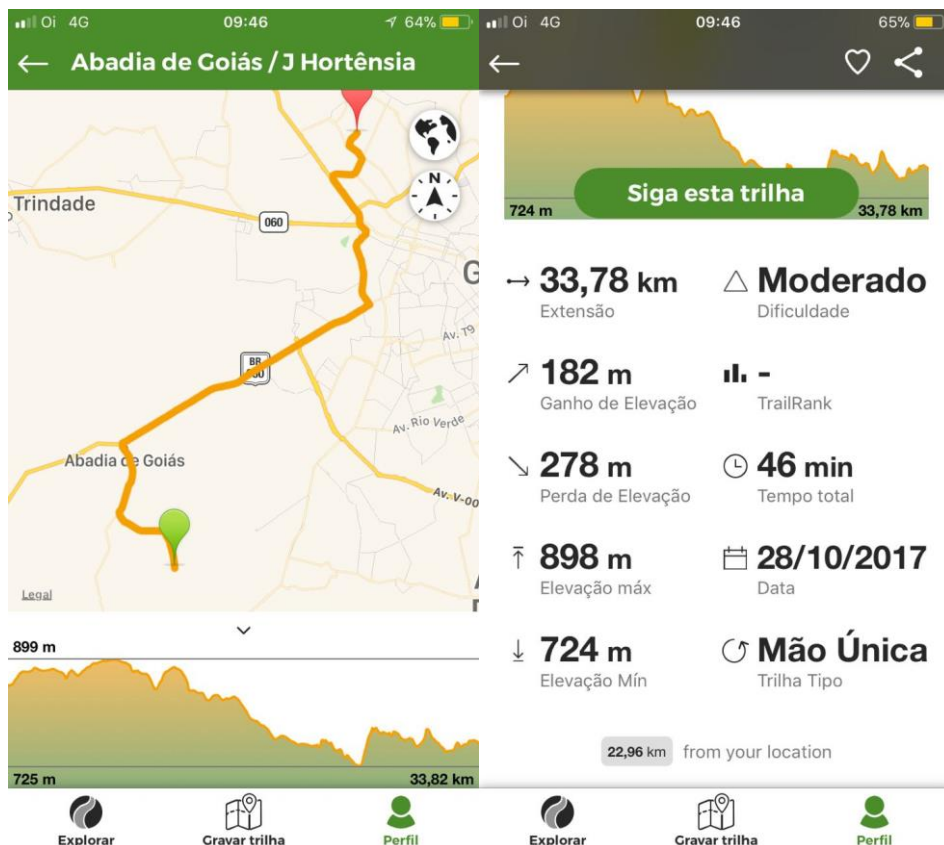 Oi 4G 09:46 64%
Abadia de Goiás / J Hortênsia
Trindade
060
G
Av. T9
BR
060
Av. Rio Verde
Abadia de Goiás
Av. V-00
Legal
899 m
725 m 33,82 km
Explorar Gravar trilha Perfil
Oi 4G 09:46 65%
Siga esta trilha
724 m 33,78 km
33,78 km Moderado
Extensão Dificuldade
182 m -
Ganho de Elevação TrailRank
278 m 46 min
Perda de Elevação Tempo total
898 m 28/10/2017
Elevação máx Data
724 m Mão Única
Elevação Mín Trilha Tipo
22,96 km from your location
Explorar Gravar trilha Perfil